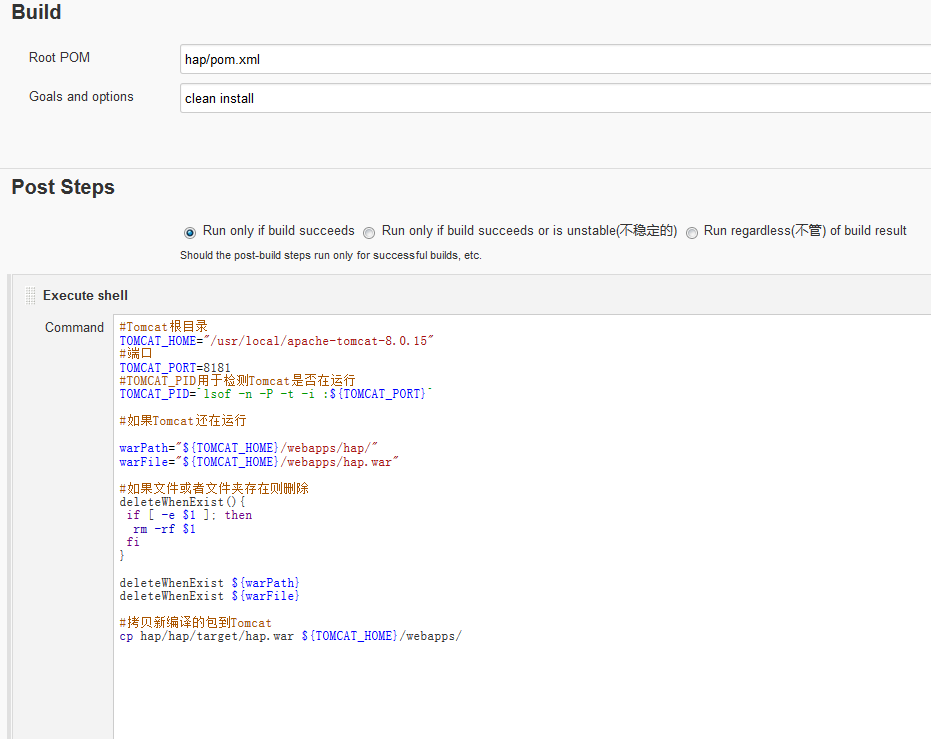 Build
Root POM
hap/pom.xml
Goals and options
clean install
Post Steps
Run only if build succeeds Run only if build succeeds or is unstable(不稳定的) Run regardless(不管) of build result
Should the post-build steps run only for successful builds, etc.
Execute shell
Command
#Tomcat根目录
TOMCAT_HOME="/usr/local/apache-tomcat-8.0.15"
#端口
TOMCAT_PORT=8181
#TOMCAT_PID用于检测Tomcat是否在运行
TOMCAT_PID=`lsof -n -P -t -i :${TOMCAT_PORT}`
#如果Tomcat还在运行
warPath="${TOMCAT_HOME}/webapps/hap/"
warFile="${TOMCAT_HOME}/webapps/hap.war"
#如果文件或者文件夹存在则删除
deleteWhenExist(){
if [ -e $1 ]; then
rm -rf $1
fi
}
deleteWhenExist ${warPath}
deleteWhenExist ${warFile}
#拷贝新编译的包到Tomcat
cp hap/hap/target/hap.war ${TOMCAT_HOME}/webapps/